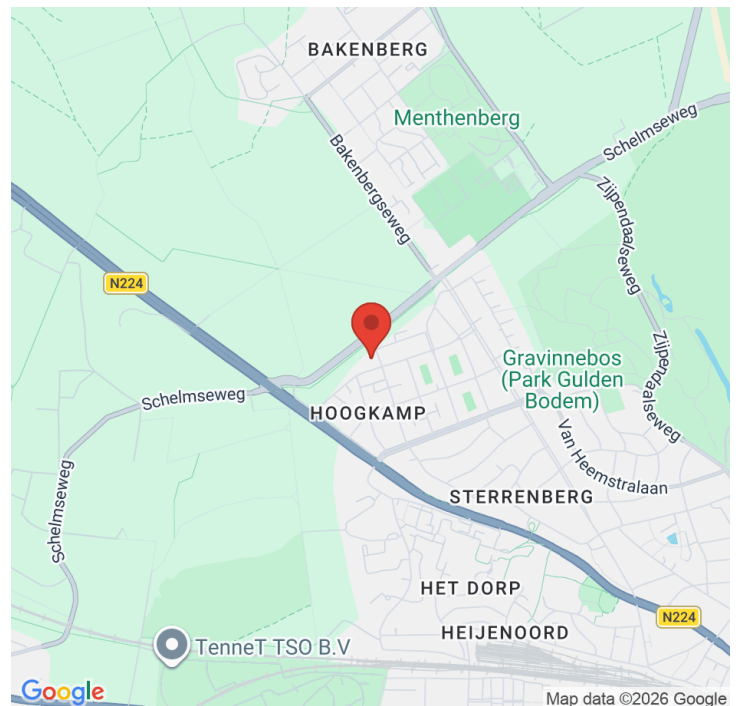 BAKENBERG
Menthenberg
Schelmseweg
Bakenbergseweg
Zijpendaalseweg
N224
Gravinnebos
(Park Gulden
Bodem)
Zijpendaalseweg
Schelmseweg
HOOGKAMP
Van Heemstralaan
Schelmseweg
STERRENBERG
HET DORP
N224
HEIJENOORD
TenneT TSO B.V
Google
Map data ©2026 Google